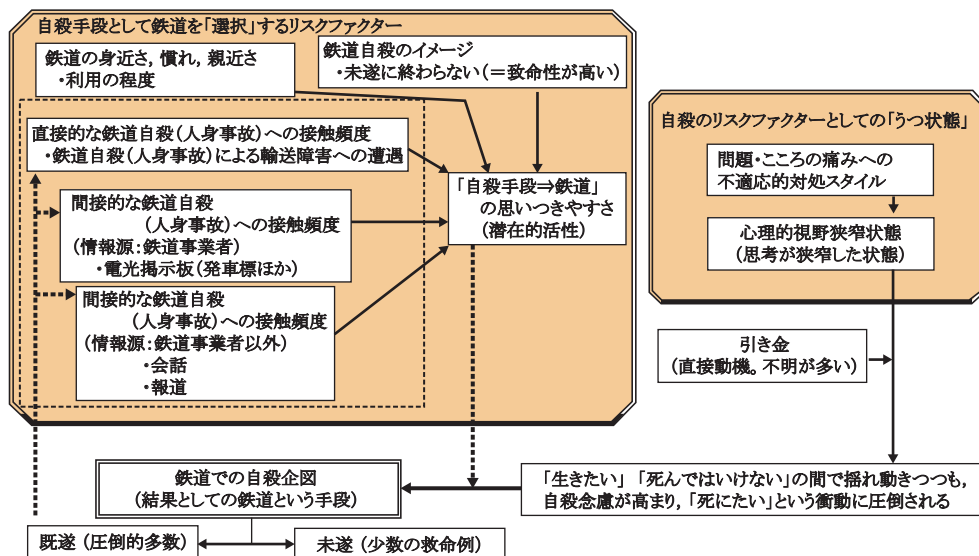 自殺手段として鉄道を「選択」するリスクファクター
鉄道の身近さ，慣れ，親近さ
・利用の程度
鉄道自殺のイメージ
・未遂に終わらない（＝致命性が高い）
直接的な鉄道自殺（人身事故）への接触頻度
・鉄道自殺（人身事故）による輸送障害への遭遇
間接的な鉄道自殺
（人身事故）への接触頻度
（情報源：鉄道事業者）
・電光掲示板（発車標ほか）
間接的な鉄道自殺
（人身事故）への接触頻度
（情報源：鉄道事業者以外）
・会話
・報道
「自殺手段⇒鉄道」
の思いつきやすさ
（潜在的活性）
自殺のリスクファクターとしての「うつ状態」
問題・こころの痛みへの
不適応的対処スタイル
心理的視野狭窄状態
（思考が狭窄した状態）
引き金
（直接動機。不明が多い）
「生きたい」「死んではいけない」の間で揺れ動きつつも，
自殺念慮が高まり，「死にたい」という衝動に圧倒される
鉄道での自殺企図
（結果としての鉄道という手段）
既遂（圧倒的多数）
未遂（少数の救命例）